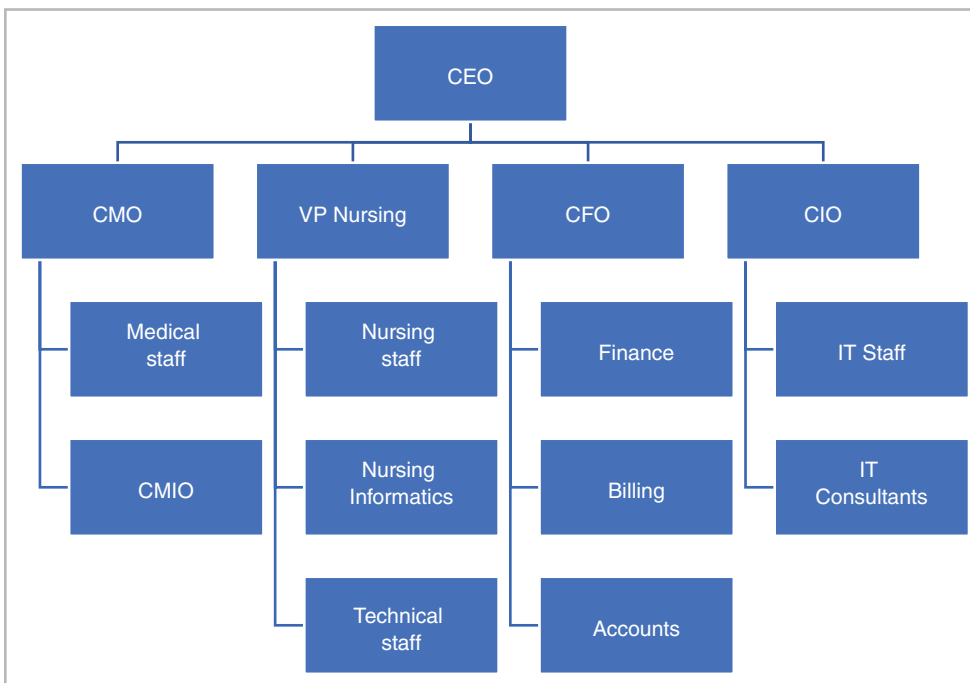 CEO
CMO
VP Nursing
CFO
CIO
Medical
staff
Nursing
staff
Finance
IT Staff
CMIO
Nursing
Informatics
Billing
IT
Consultants
Technical
staff
Accounts